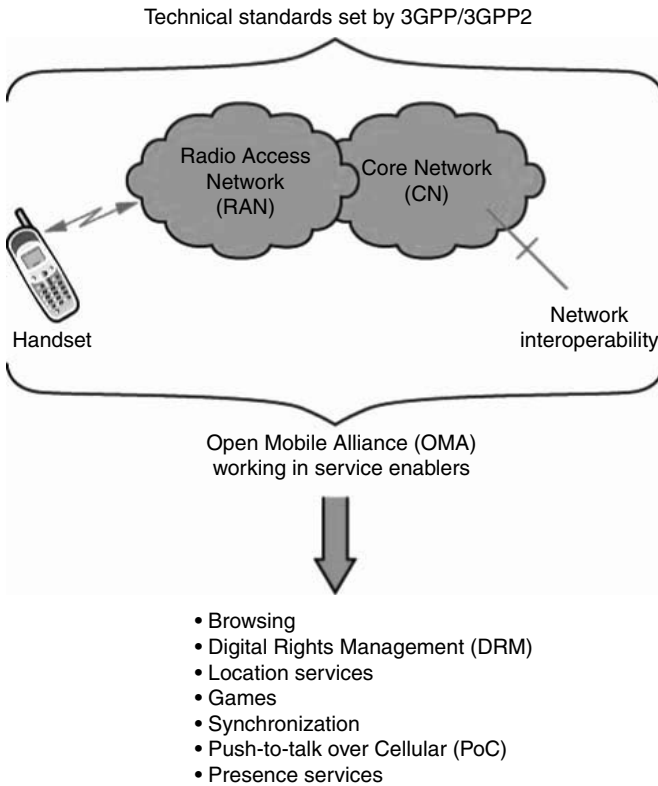 Technical standards set by 3GPP/3GPP2
Radio Access
Network
(RAN)
Core Network
(CN)
Handset
Network
interoperability
Open Mobile Alliance (OMA)
working in service enablers
• Browsing
• Digital Rights Management (DRM)
• Location services
• Games
• Synchronization
• Push-to-talk over Cellular (PoC)
• Presence services